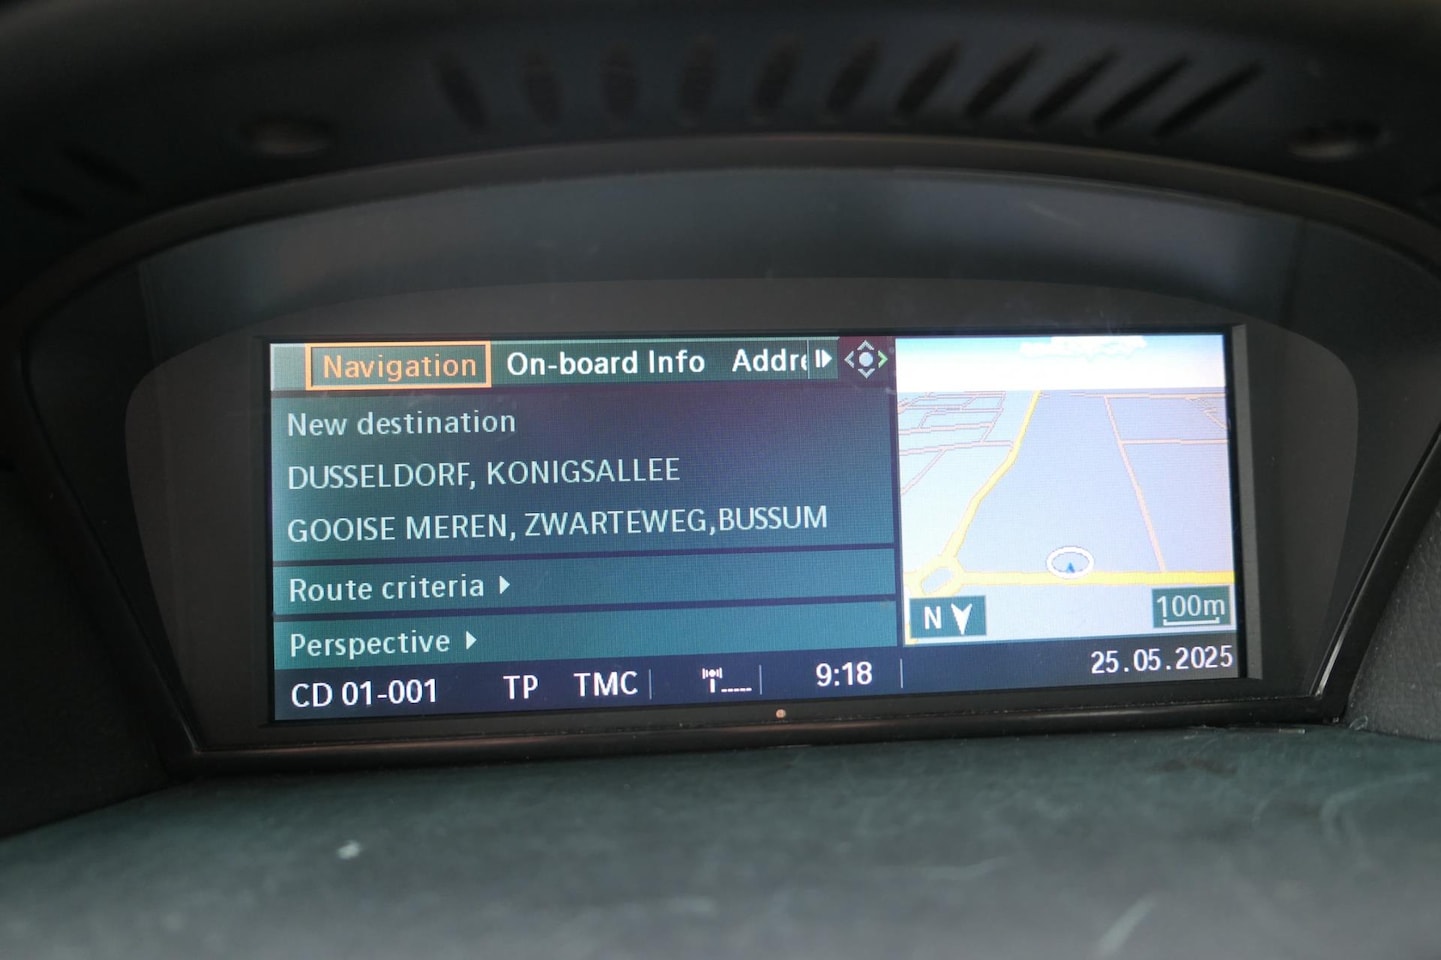 Navigation On-board Info Addre
New destination
DUSSELDORF, KONIGSALLEE
GOOISE MEREN, ZWARTEWEG,BUSSUM
Route criteria
Perspective
N 100m
CD 01-001 TP TMC 9:18 25.05.2025